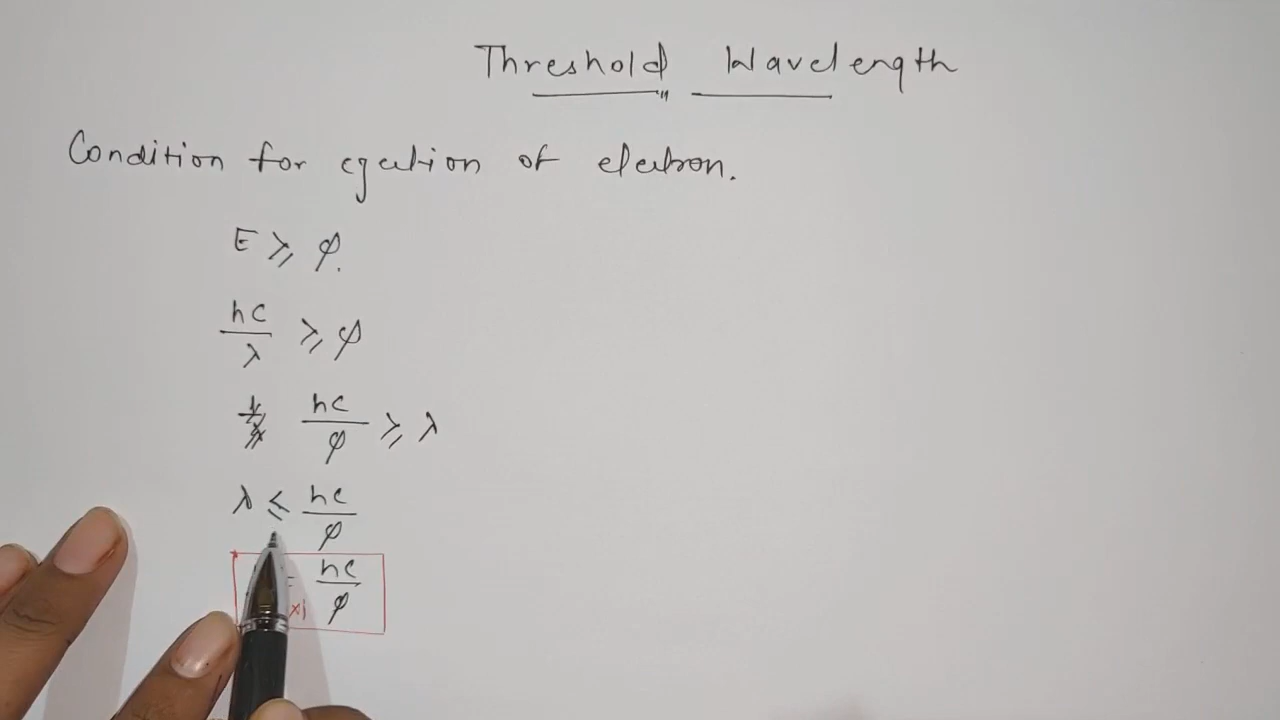 Threshold Wavelength
Condition for ejection of electron.
E ≥ φ.
hc/λ ≥ φ
hc/φ ≥ λ
λ ≤ hc/φ
= hc/φ